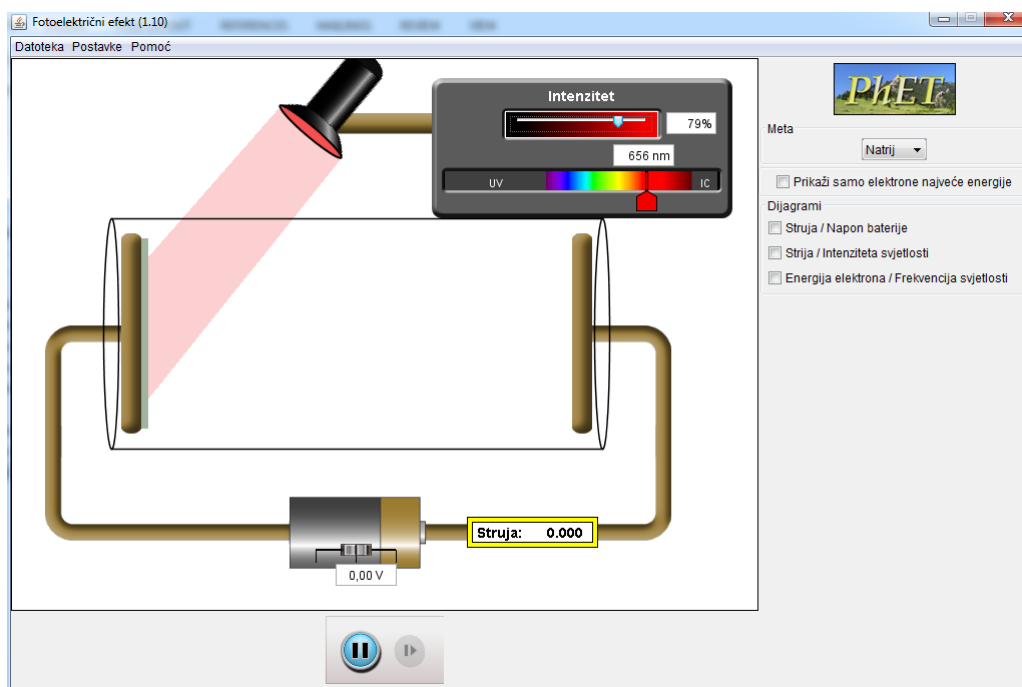 Fotoelektrični efekt (1.10)
Datoteka Postavke Pomoć
Intenzitet
79%
656 nm
UV
IC
Struja: 0.000
0,00 V
PhET
Meta
Natrij
Prikaži samo elektrone najveće energije
Dijagrami
Struja / Napon baterije
Strija / Intenziteta svjetlosti
Energija elektrona / Frekvencija svjetlosti